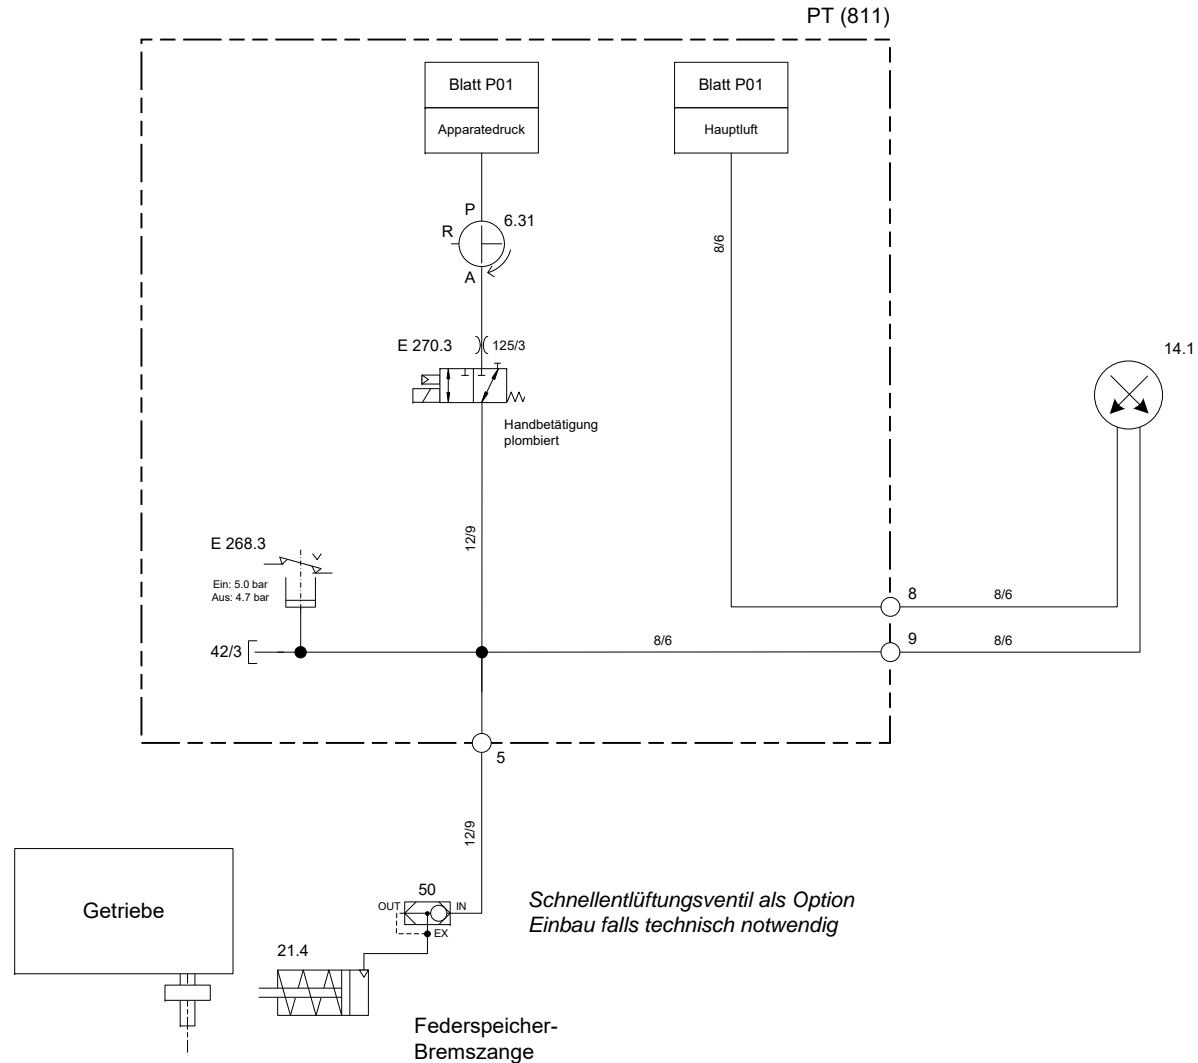 PT (811)
Blatt P01
Blatt P01
Apparatedruck
Hauptluft
P
6.31
R
8/6
A
E 270.3
125/3
14.1
Handbetätigung
plombiert
12/9
E 268.3
Ein: 5.0 bar
Aus: 4.7 bar
8
8/6
42/3
8/6
9
8/6
5
12/9
Getriebe
50
OUT
IN
EX
Schnellentlüftungsventil als Option
Einbau falls technisch notwendig
21.4
Federspeicher-
Bremszange